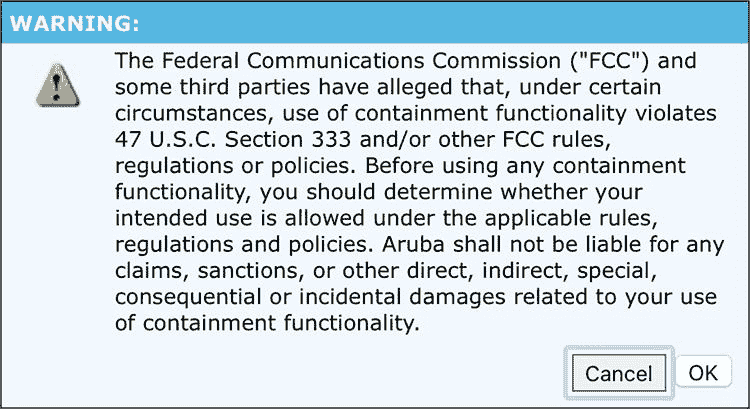 WARNING:
The Federal Communications Commission ("FCC") and
some third parties have alleged that, under certain
circumstances, use of containment functionality violates
47 U.S.C. Section 333 and/or other FCC rules,
regulations or policies. Before using any containment
functionality, you should determine whether your
intended use is allowed under the applicable rules,
regulations and policies. Aruba shall not be liable for any
claims, sanctions, or other direct, indirect, special,
consequential or incidental damages related to your use
of containment functionality.
Cancel OK